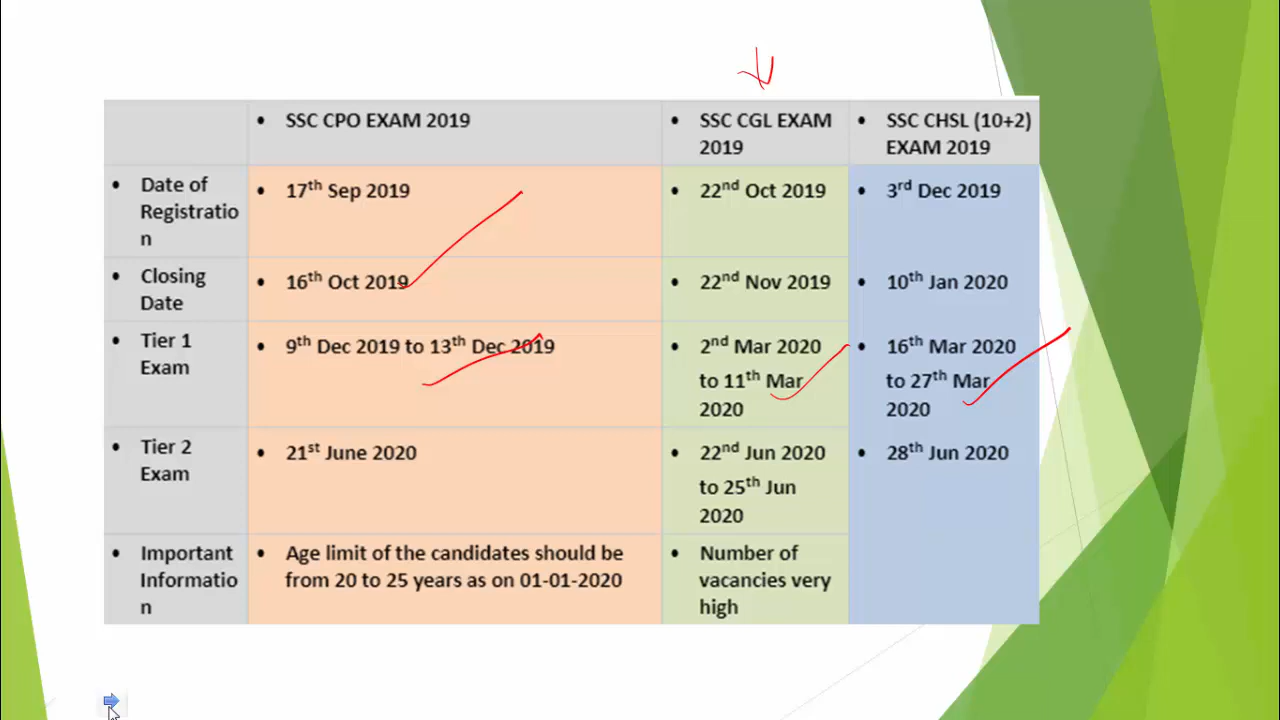 SSC CPO EXAM 2019
SSC CGL EXAM
2019
SSC CHSL (10+2)
EXAM 2019
Date of
Registratio
n
17th Sep 2019
22nd Oct 2019
3rd Dec 2019
Closing
Date
16th Oct 2019
22nd Nov 2019
10th Jan 2020
Tier 1
Exam
9th Dec 2019 to 13th Dec 2019
2nd Mar 2020
to 11th Mar
2020
16th Mar 2020
to 27th Mar
2020
Tier 2
Exam
21st June 2020
22nd Jun 2020
to 25th Jun
2020
28th Jun 2020
Important
Informatio
n
Age limit of the candidates should be
from 20 to 25 years as on 01-01-2020
Number of
vacancies very
high